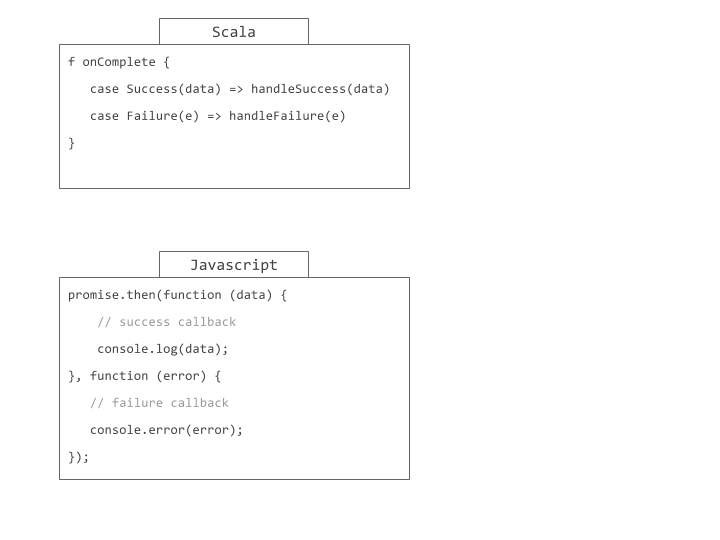 Scala
f onComplete {
case Success(data) => handleSuccess(data)
case Failure(e) => handleFailure(e)
}
Javascript
promise.then(function (data) {
// success callback
console.log(data);
}, function (error) {
// failure callback
console.error(error);
});